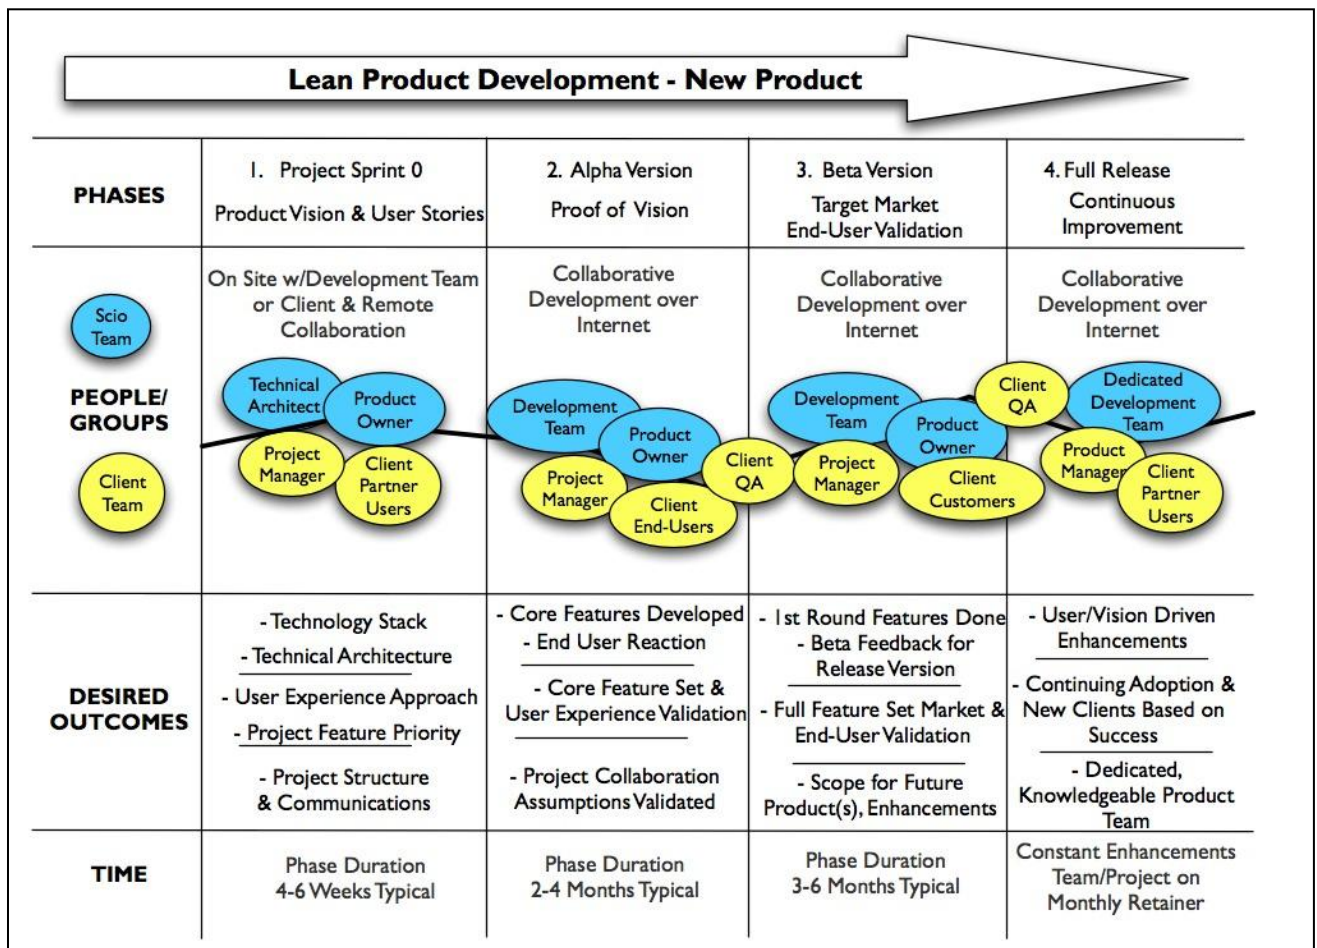 Lean Product Development - New Product
PHASES
1. Project Sprint 0
Product Vision & User Stories
2. Alpha Version
Proof of Vision
3. Beta Version
Target Market
End-User Validation
4. Full Release
Continuous
Improvement
Scio
Team
PEOPLE/
GROUPS
Client
Team
On Site w/Development Team
or Client & Remote
Collaboration
Technical
Architect
Product
Owner
Project
Manager
Client
Partner
Users
Collaborative
Development over
Internet
Development
Team
Product
Owner
Project
Manager
Client
End-Users
Client
QA
Collaborative
Development over
Internet
Development
Team
Product
Owner
Project
Manager
Client
Customers
Client
QA
Collaborative
Development over
Internet
Dedicated
Development
Team
Product
Manager
Client
Partner
Users
DESIRED
OUTCOMES
- Technology Stack
- Technical Architecture
- User Experience Approach
- Project Feature Priority
- Project Structure
& Communications
- Core Features Developed
- End User Reaction
- Core Feature Set &
User Experience Validation
- Project Collaboration
Assumptions Validated
- 1st Round Features Done
- Beta Feedback for
Release Version
- Full Feature Set Market &
End-User Validation
- Scope for Future
Product(s), Enhancements
- User/Vision Driven
Enhancements
- Continuing Adoption &
New Clients Based on
Success
- Dedicated,
Knowledgeable Product
Team
TIME
Phase Duration
4-6 Weeks Typical
Phase Duration
2-4 Months Typical
Phase Duration
3-6 Months Typical
Constant Enhancements
Team/Project on
Monthly Retainer